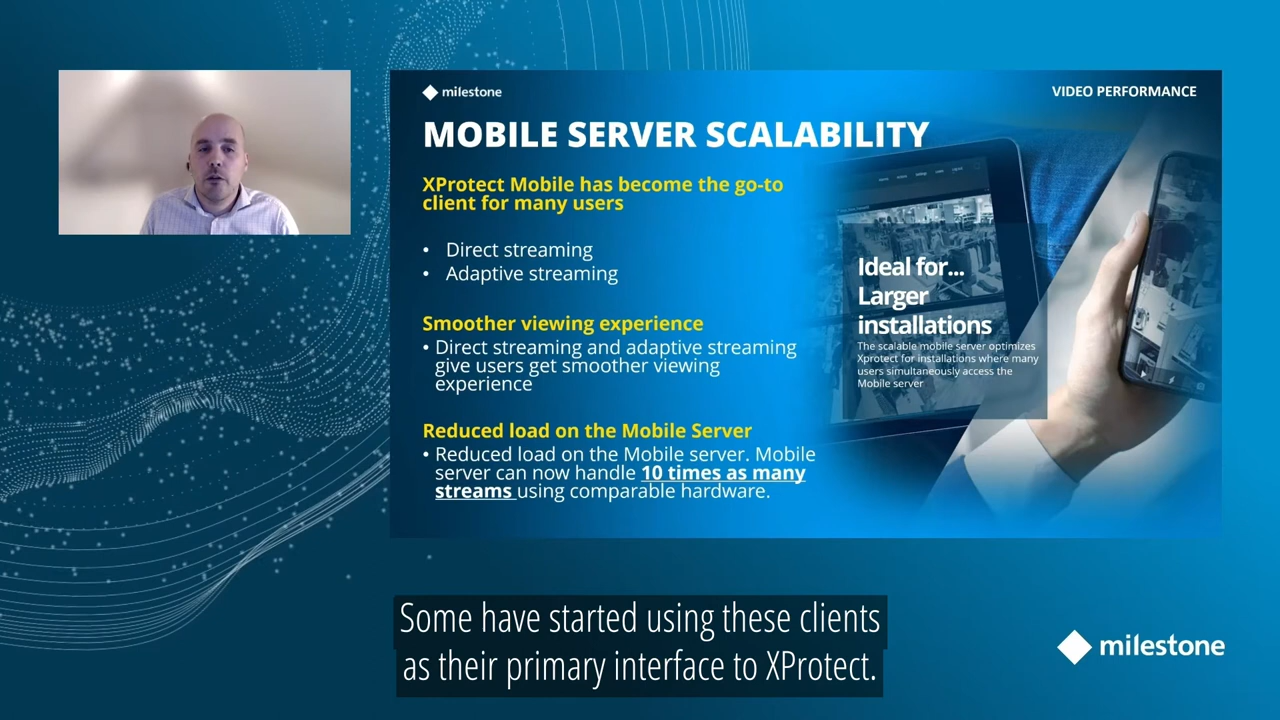 milestone
VIDEO PERFORMANCE
MOBILE SERVER SCALABILITY
XProtect Mobile has become the go-to
client for many users
• Direct streaming
• Adaptive streaming
Smoother viewing experience
• Direct streaming and adaptive streaming
give users get smoother viewing
experience
Reduced load on the Mobile Server
• Reduced load on the Mobile server. Mobile
server can now handle 10 times as many
streams using comparable hardware.
Ideal for...
Larger
installations
The scalable mobile server optimizes
Xprotect for installations where many
users simultaneously access the
Mobile server
Some have started using these clients
as their primary interface to XProtect.
milestone